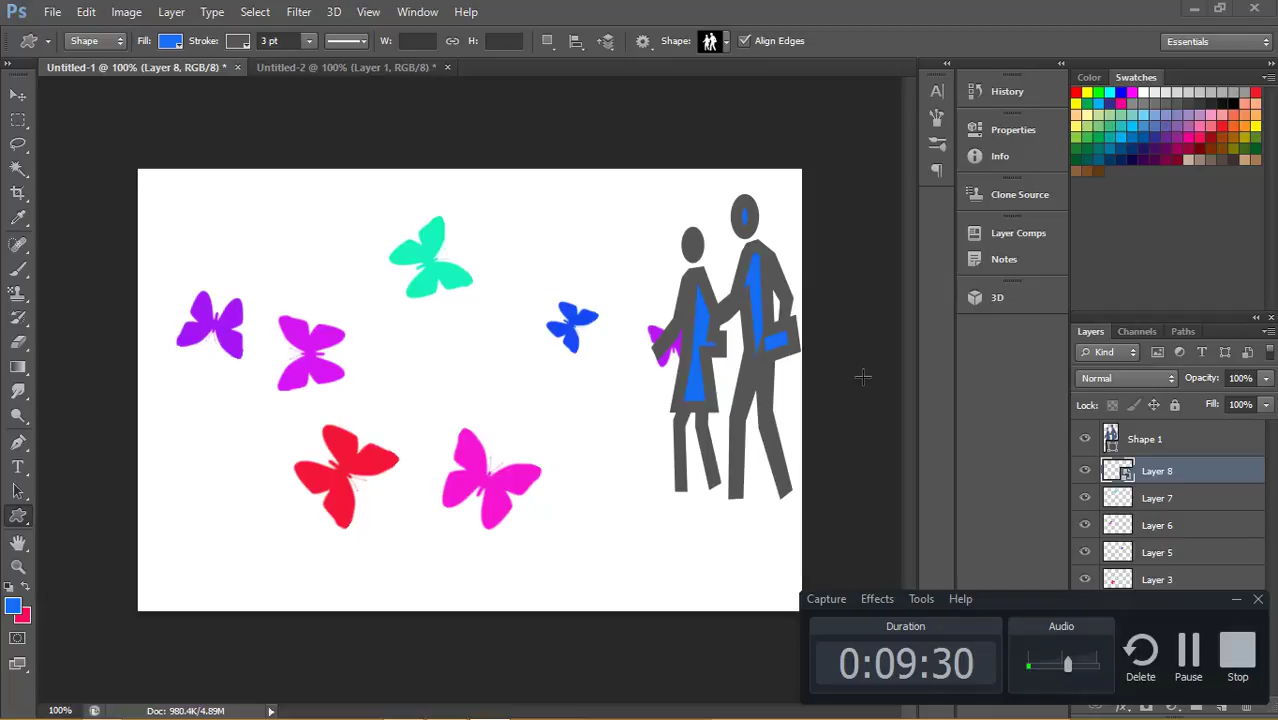 Ps File Edit Image Layer Type Select Filter 3D View Window Help
Shape Fill: Stroke: 3 pt W: H: Shape: Align Edges Essentials
Untitled-1 @ 100% (Layer 8, RGB/8) * × Untitled-2 @ 100% (Layer 1, RGB/8) * ×
Color Swatches
History
Properties
Info
Clone Source
Layer Comps
Notes
3D
Layers Channels Paths
Kind
Normal Opacity: 100%
Lock: Fill: 100%
Shape 1
Layer 8
Layer 7
Layer 6
Layer 5
Layer 3
Capture Effects Tools Help
Duration Audio
0:09:30
Delete Pause Stop
100% Doc: 980.4K/4.89M